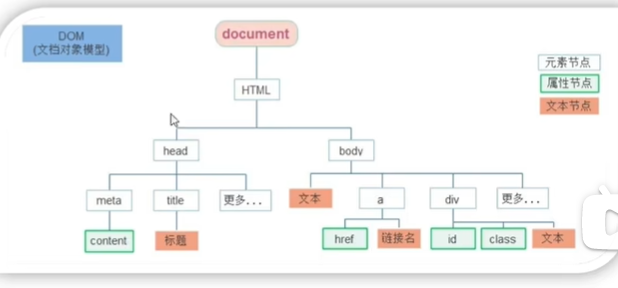 DOM
(文档对象模型)
document
元素节点
属性节点
文本节点
HTML
head
body
meta
title
更多...
文本
a
div
更多...
content
标题
href
链接名
id
class
文本